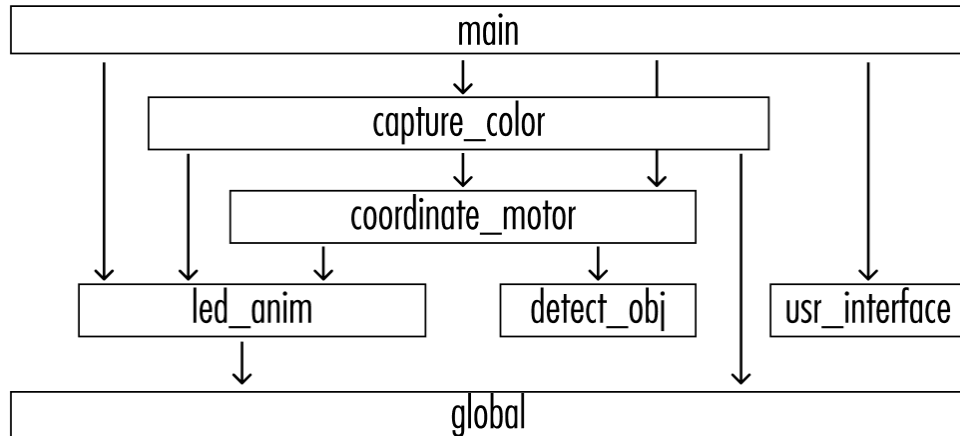 main
capture_color
coordinate_motor
led_anim
detect_obj
usr_interface
global